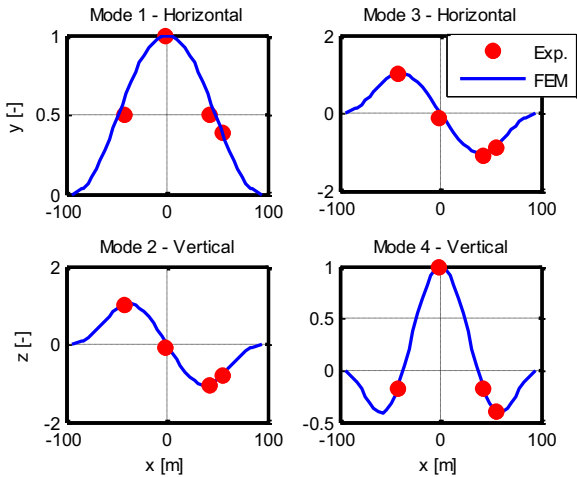 Mode 1 - Horizontal
1
0.5
0
y [-]
-100
0
100
Mode 3 - Horizontal
2
0
-2
-100
0
100
Exp.
FEM
Mode 2 - Vertical
2
0
-2
z [-]
-100
0
100
x [m]
Mode 4 - Vertical
1
0.5
0
-0.5
-100
0
100
x [m]